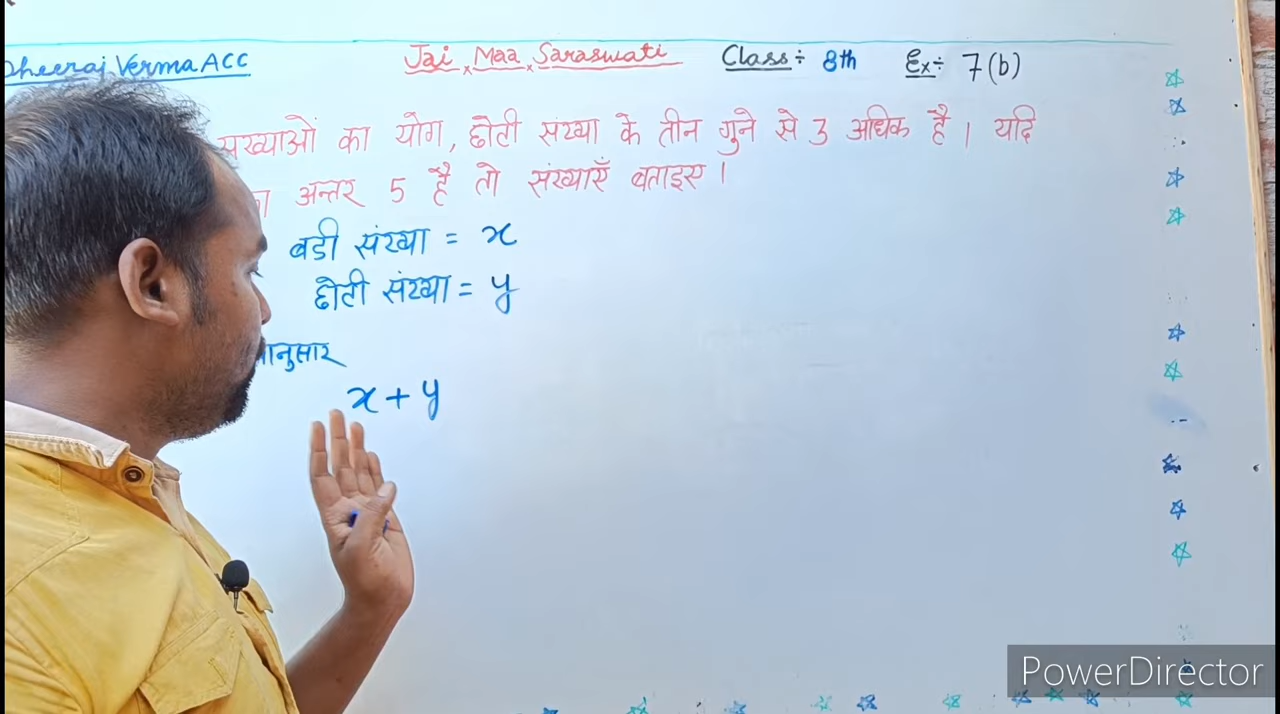 Dheeraj Verma ACC Jai Maa Saraswati Class÷ 8th Ex÷ 7(b)
सख्याओं का योग, छोटी संख्या के तीन गुने से 3 अधिक है। यदि
अन्तर 5 है तो संख्याएँ बताइए।
बडी संख्या = x
छोटी संख्या = y
नुसार
x + y
PowerDirector